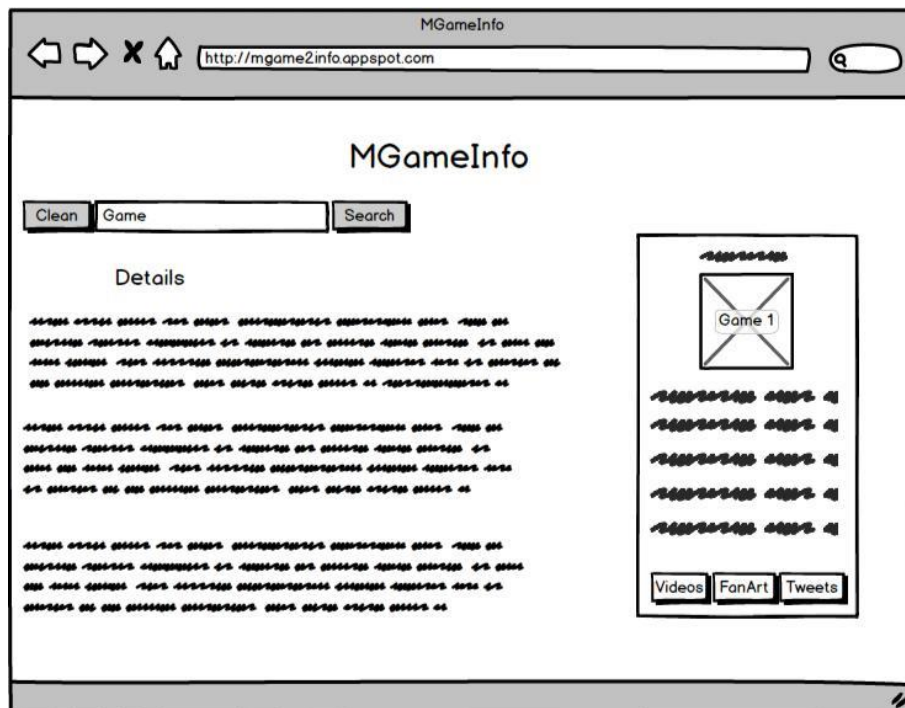 MGameInfo
http://mgame2info.appspot.com
MGameInfo
Clean Game Search
Details
Game 1
Videos FanArt Tweets